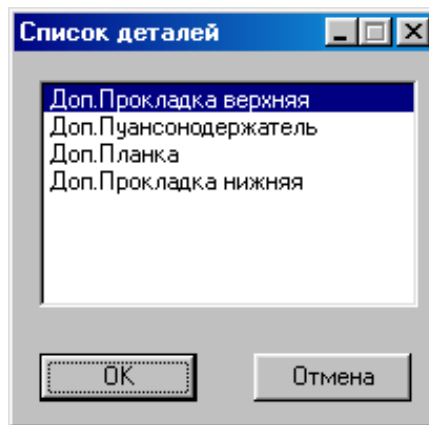 Список деталей
Доп.Прокладка верхняя
Доп.Пуансонодержатель
Доп.Планка
Доп.Прокладка нижняя
OK
Отмена